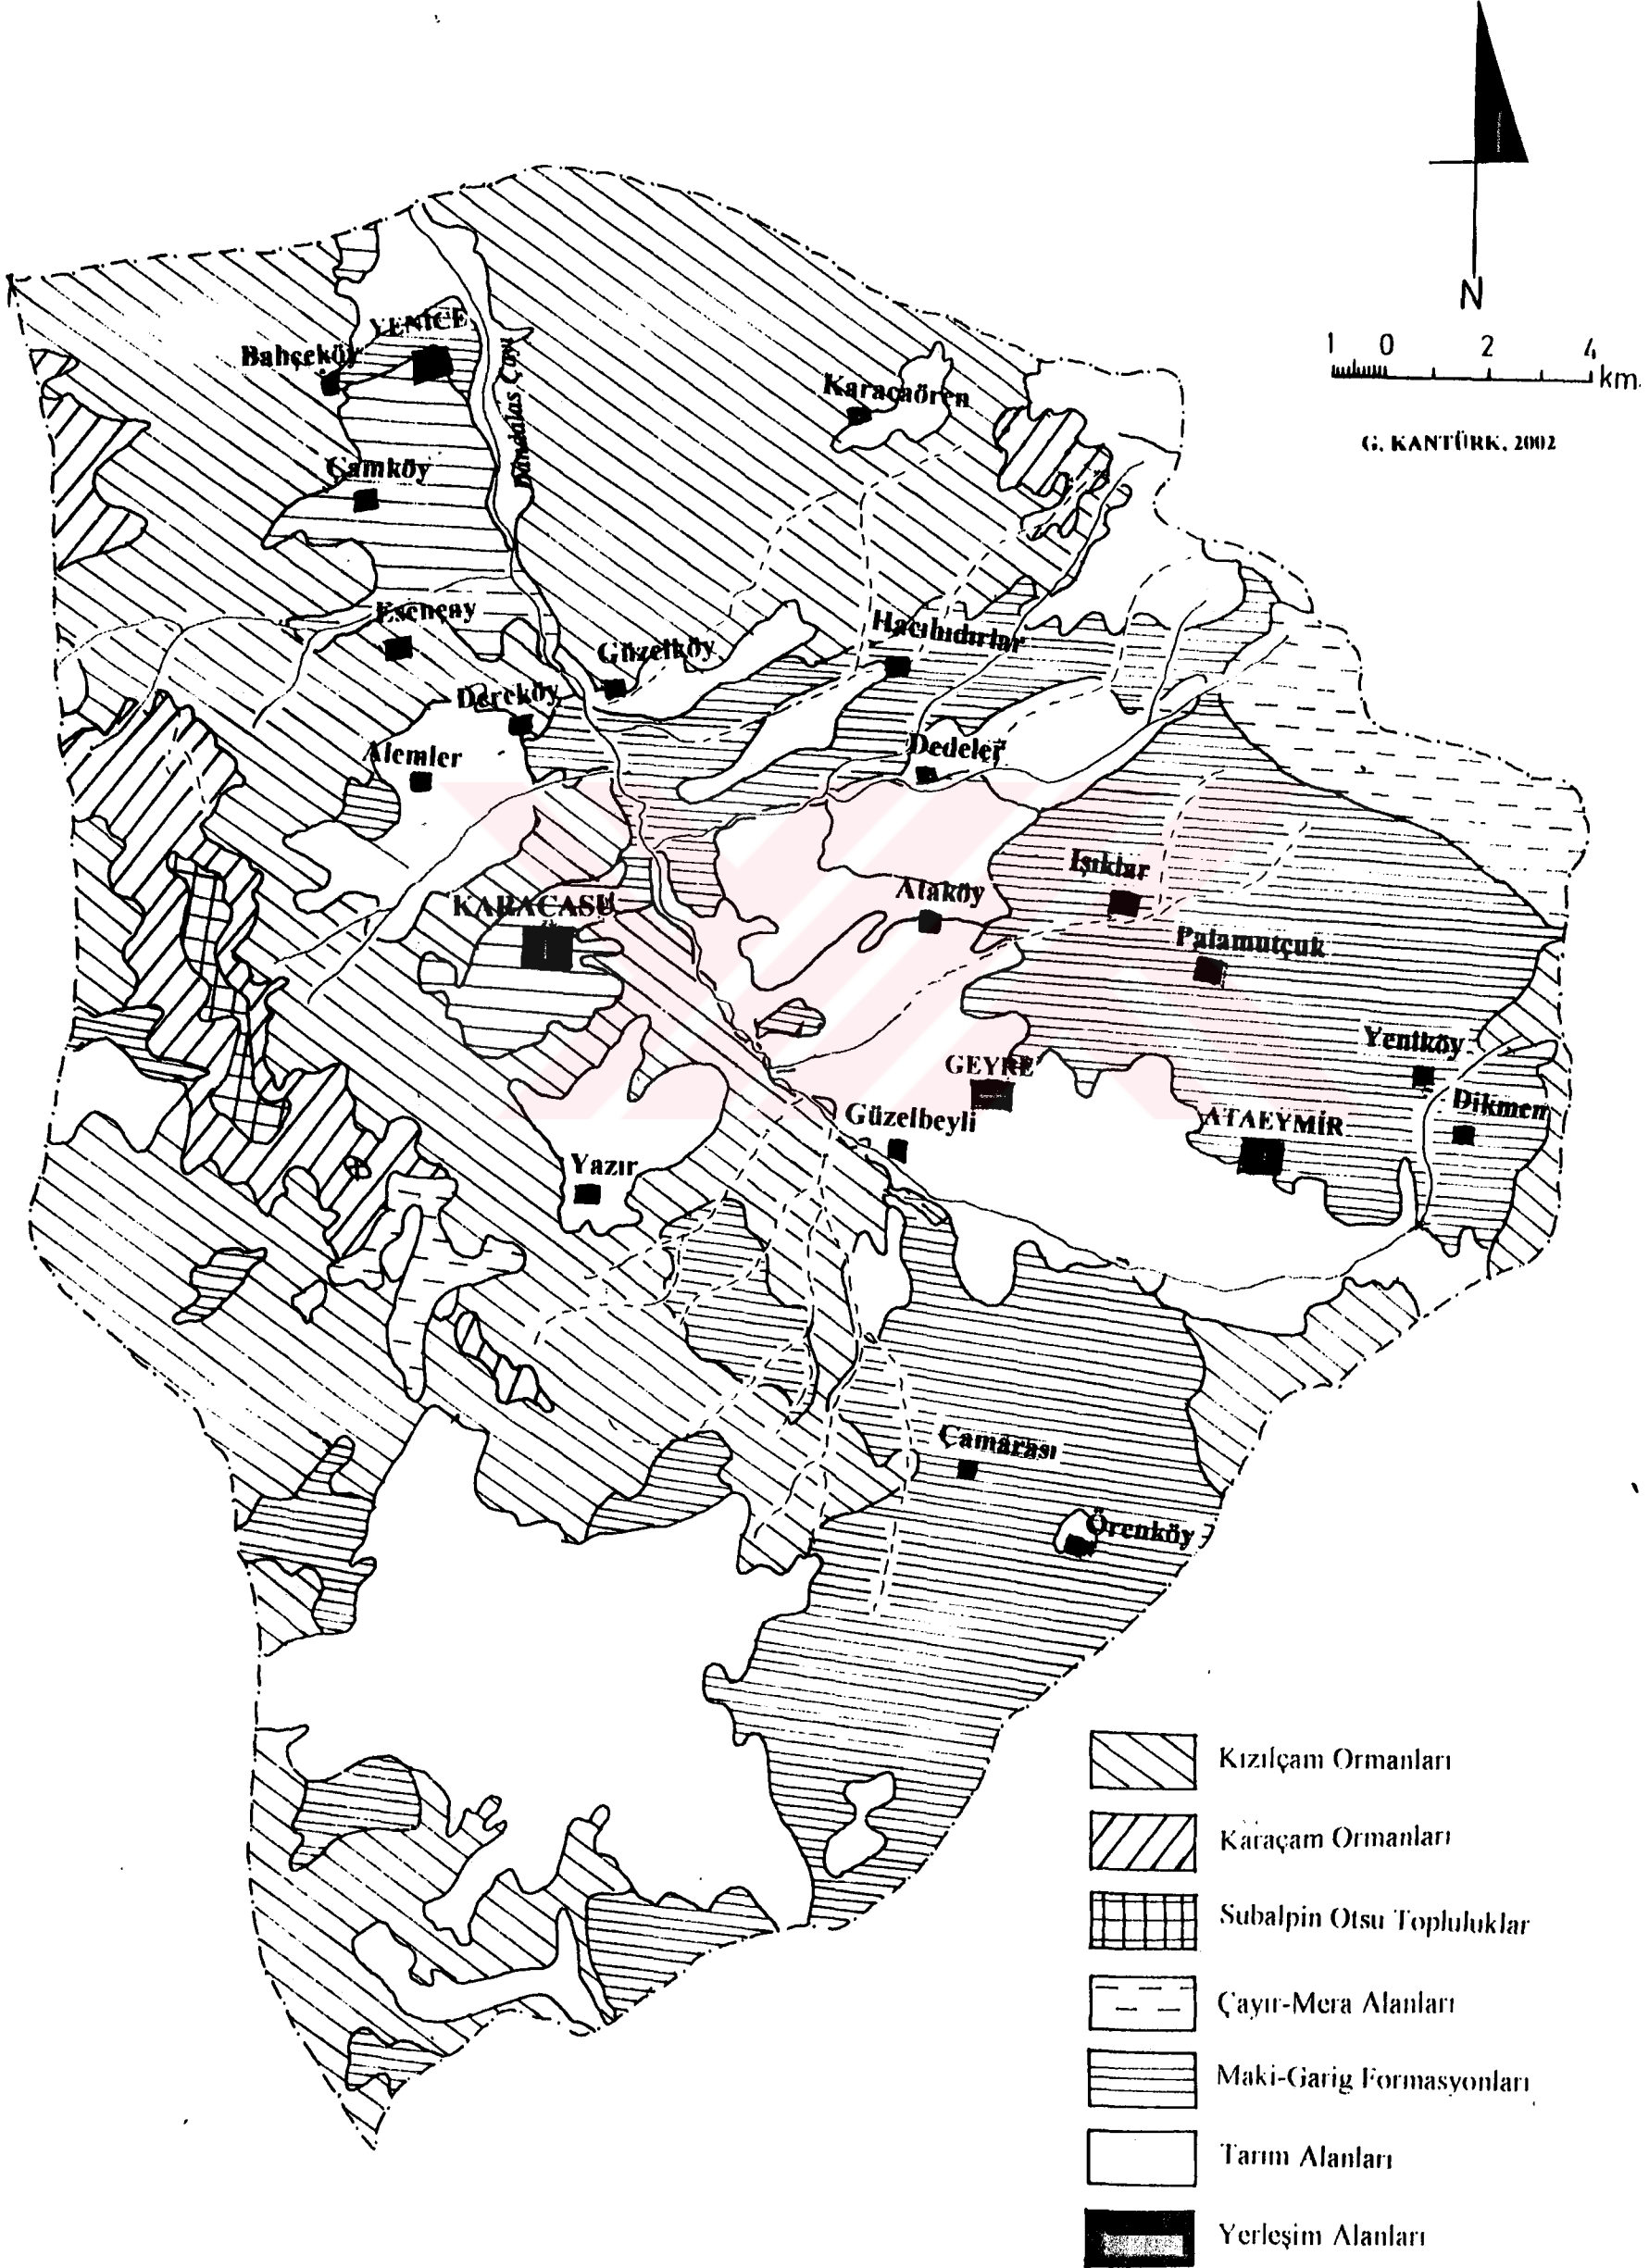 N
1 0 2 4 km.
G. KANTÜRK. 2002
YENİCE
Bahçeköy
Dandalas Çayı
Karacaören
Çamköy
Esençay
Güzelköy
Hacıhıdırlar
Dereköy
Alemler
Dedeler
Işıklar
KARACASU
Ataköy
Palamutçuk
Yeniköy
GEYRE
Dikmen
Güzelbeyli
ATAEYMİR
Yazır
Çamarası
Örenköy
Kızılçam Ormanları
Karaçam Ormanları
Subalpin Otsu Topluluklar
Çayır-Mera Alanları
Maki-Garig Formasyonları
Tarım Alanları
Yerleşim Alanları